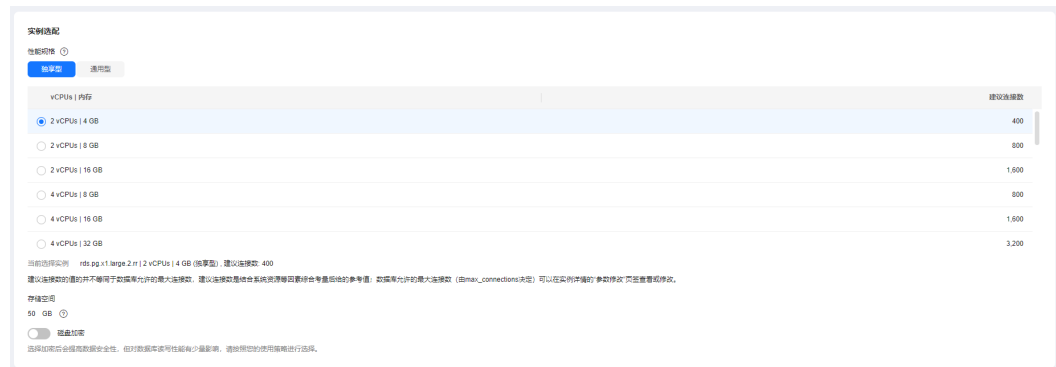 实例选配
性能规格 ?
独享型 通用型
vCPUs | 内存 建议连接数
2 vCPUs | 4 GB 400
2 vCPUs | 8 GB 800
2 vCPUs | 16 GB 1,600
4 vCPUs | 8 GB 800
4 vCPUs | 16 GB 1,600
4 vCPUs | 32 GB 3,200
当前选择实例 rds.pg.x1.large.2.rr | 2 vCPUs | 4 GB (独享型) , 建议连接数: 400
建议连接数的值的并不等同于数据库允许的最大连接数，建议连接数是结合系统资源等因素综合考量后给的参考值；数据库允许的最大连接数（由max_connections决定）可以在实例详情的“参数修改”页签查看或修改。
存储空间
50 GB ?
磁盘加密
选择加密后会提高数据安全性，但对数据库读写性能有少量影响，请按照您的使用策略进行选择。